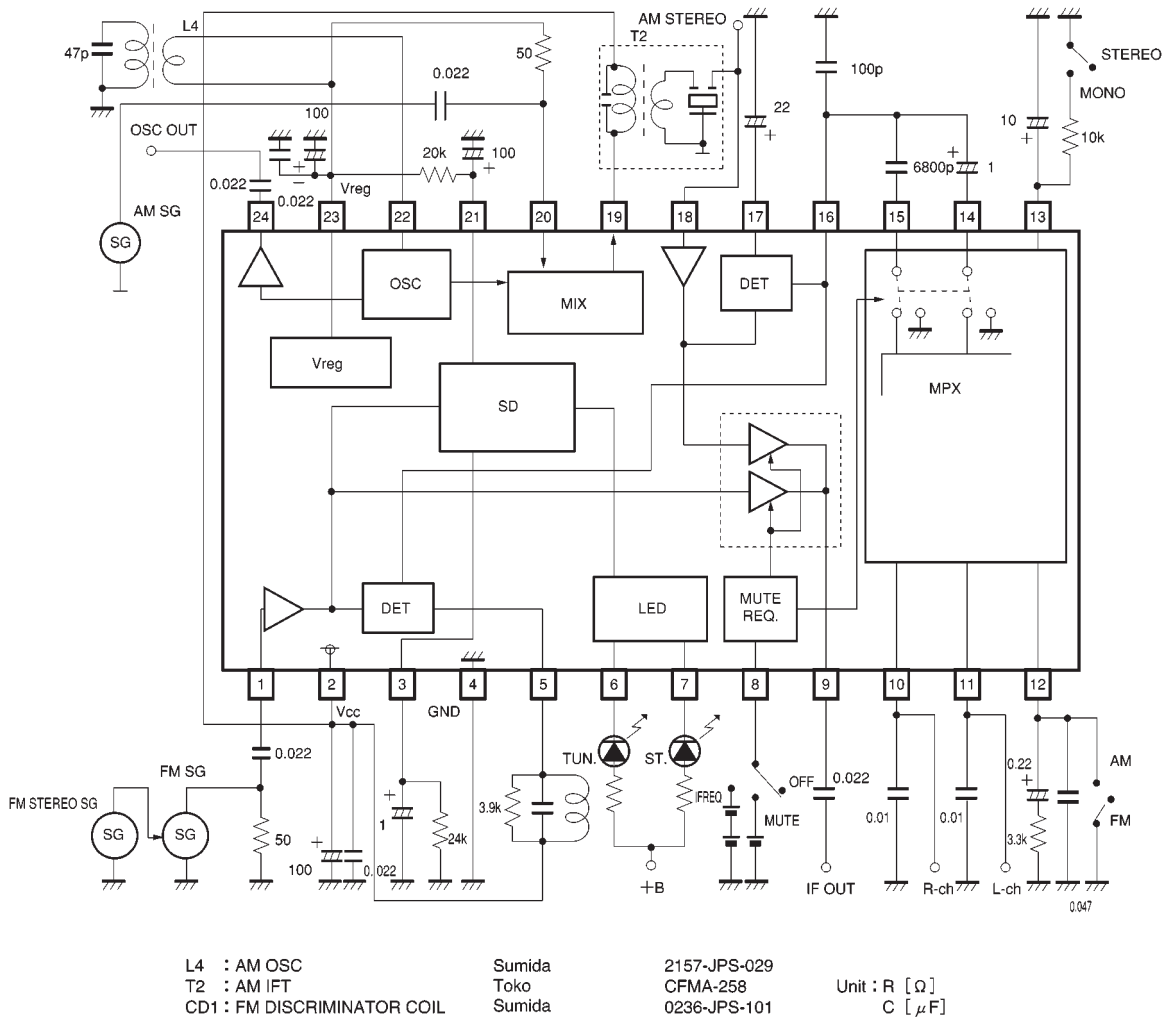 L4
AM STEREO
T2
47p
50
100p
STEREO
MONO
0.022
22
+
100
OSC OUT
10
+
10k
20k
100
+
6800p
+
1
+
−
0.022
0.022
Vreg
AM SG
SG
24
23
22
21
20
19
18
17
16
15
14
13
OSC
MIX
DET
Vreg
SD
MPX
DET
LED
MUTE
REQ.
1
2
3
4
5
6
7
8
9
10
11
12
Vcc
GND
0.022
FM SG
FM STEREO SG
SG
SG
50
+
100
0.022
+
1
24k
3.9k
TUN.
ST.
IFREQ
OFF
MUTE
+B
0.022
IF OUT
0.01
R-ch
0.01
L-ch
0.22
+
3.3k
0.047
AM
FM
L4 : AM OSC Sumida 2157-JPS-029
T2 : AM IFT Toko CFMA-258 Unit : R [Ω]
CD1 : FM DISCRIMINATOR COIL Sumida 0236-JPS-101 C [μF]